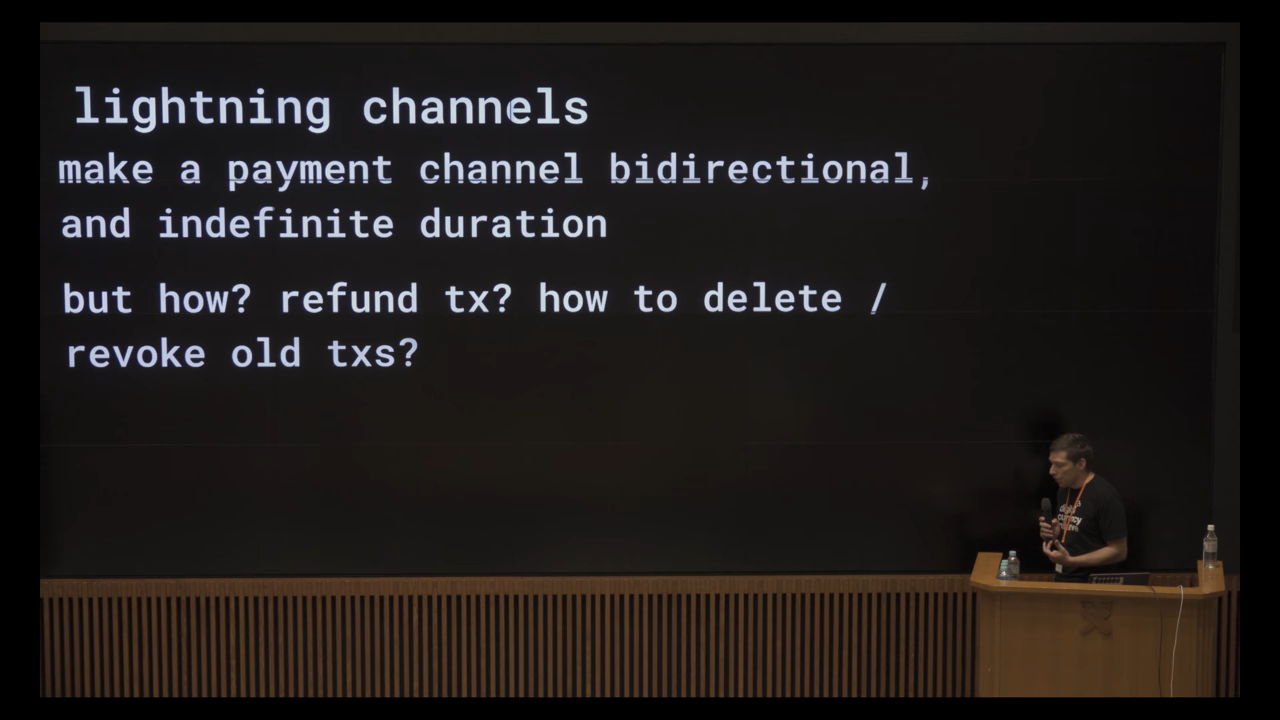 lightning channels
make a payment channel bidirectional,
and indefinite duration
but how? refund tx? how to delete /
revoke old txs?